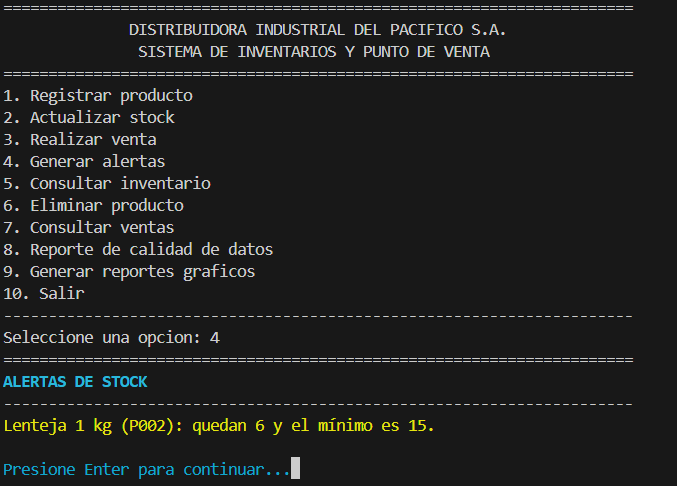 ======================================================================
DISTRIBUIDORA INDUSTRIAL DEL PACIFICO S.A.
SISTEMA DE INVENTARIOS Y PUNTO DE VENTA
======================================================================
1. Registrar producto
2. Actualizar stock
3. Realizar venta
4. Generar alertas
5. Consultar inventario
6. Eliminar producto
7. Consultar ventas
8. Reporte de calidad de datos
9. Generar reportes graficos
10. Salir
----------------------------------------------------------------------
Seleccione una opcion: 4
======================================================================
ALERTAS DE STOCK
----------------------------------------------------------------------
Lenteja 1 kg (P002): quedan 6 y el mínimo es 15.
Presione Enter para continuar...